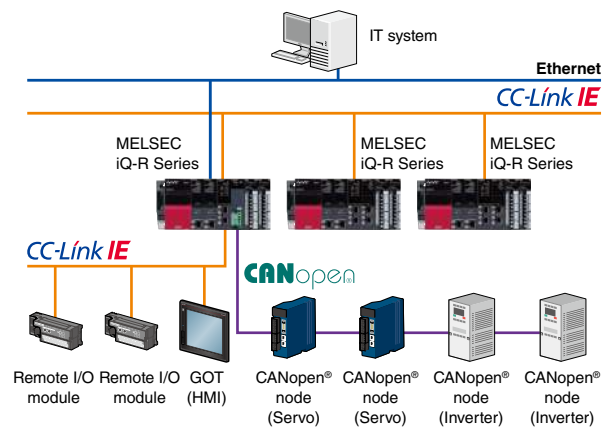 IT system
Ethernet
CC-Link IE
MELSEC
iQ-R Series
MELSEC
iQ-R Series
MELSEC
iQ-R Series
CC-Link IE
CANopen®
Remote I/O
module
Remote I/O
module
GOT
(HMI)
CANopen®
node
(Servo)
CANopen®
node
(Servo)
CANopen®
node
(Inverter)
CANopen®
node
(Inverter)